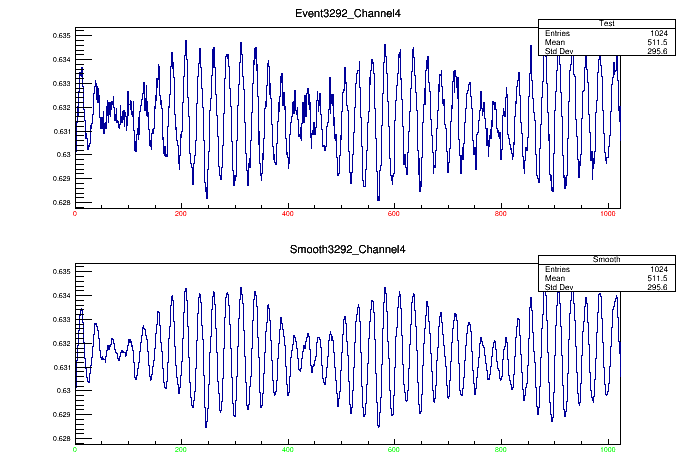 Event3292_Channel4
Test
Entries 1024
Mean 511.5
Std Dev 295.6
0.635
0.634
0.633
0.632
0.631
0.63
0.629
0.628
0 200 400 600 800 1000
Smooth3292_Channel4
Smooth
Entries 1024
Mean 511.5
Std Dev 295.6
0.635
0.634
0.633
0.632
0.631
0.63
0.629
0.628
0 200 400 600 800 1000